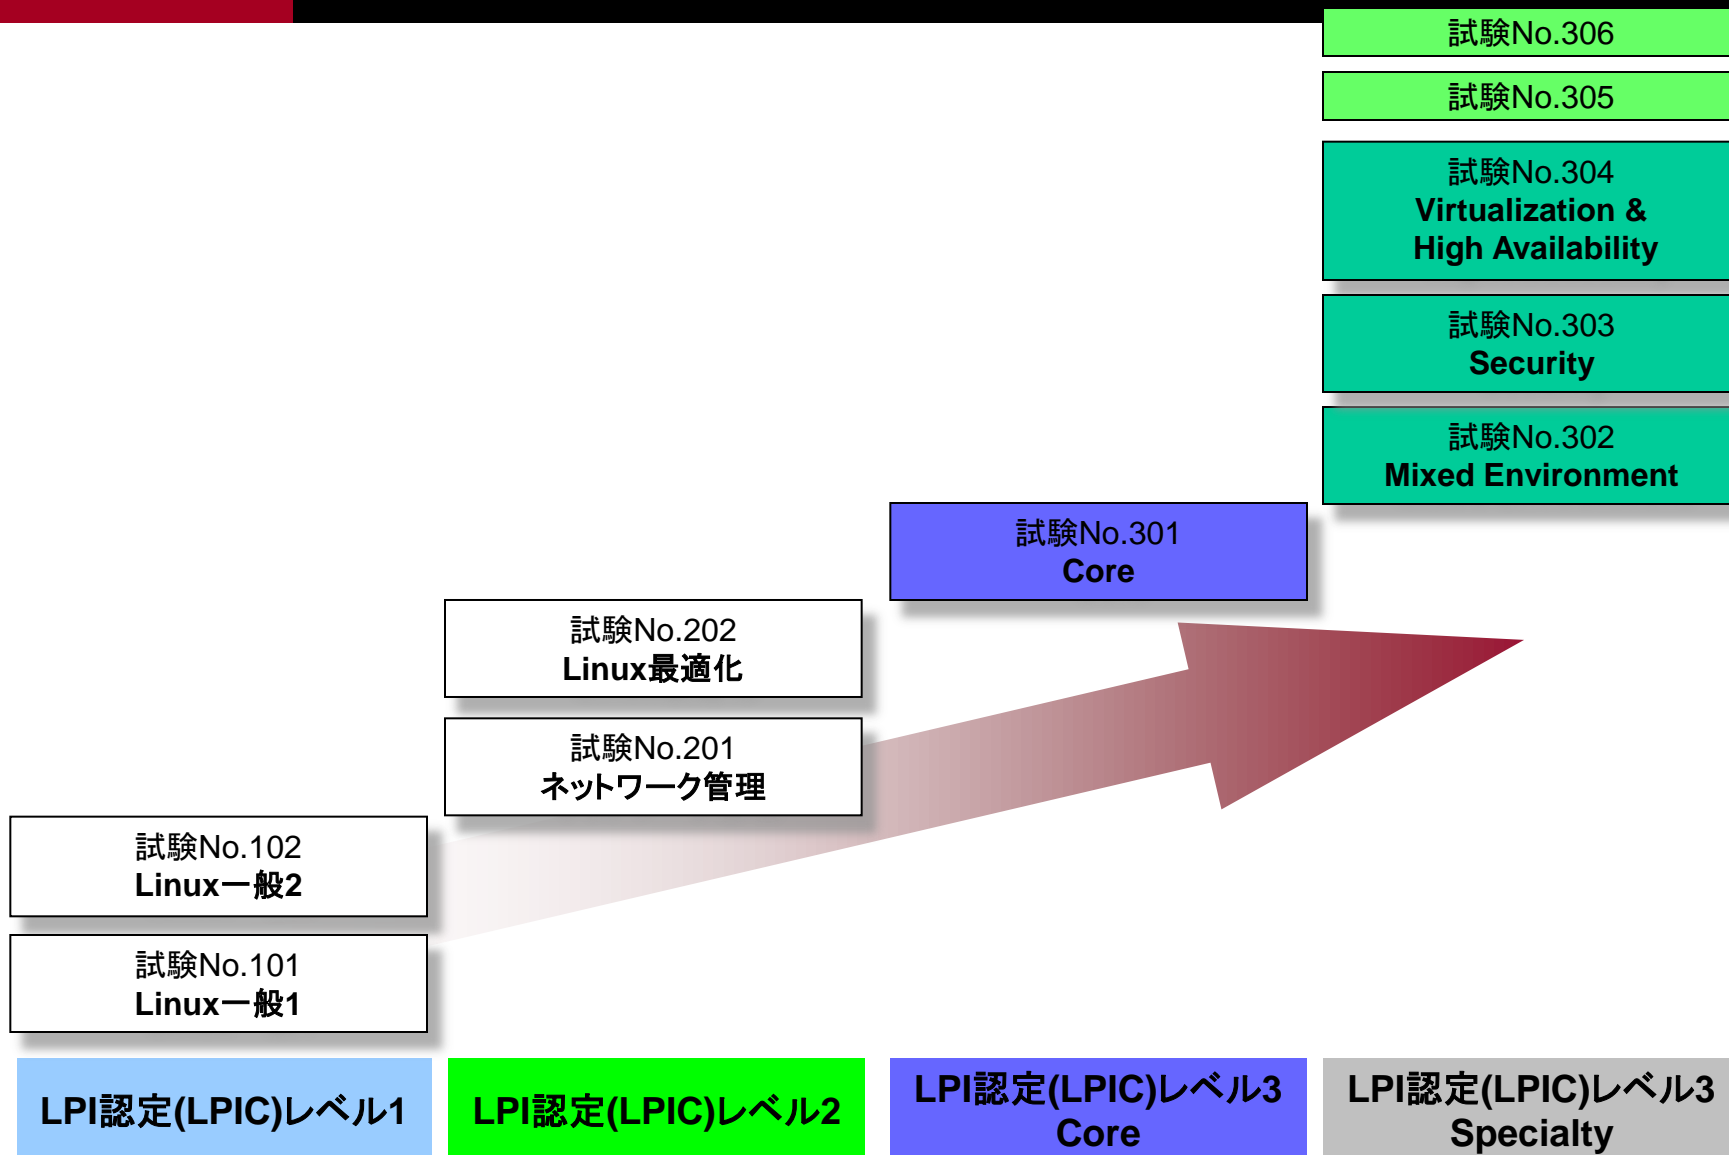 試験No.306
試験No.305
試験No.304
Virtualization &
High Availability
試験No.303
Security
試験No.302
Mixed Environment
試験No.301
Core
試験No.202
Linux最適化
試験No.201
ネットワーク管理
試験No.102
Linux一般2
試験No.101
Linux一般1
LPI認定(LPIC)レベル1
LPI認定(LPIC)レベル2
LPI認定(LPIC)レベル3
Core
LPI認定(LPIC)レベル3
Specialty